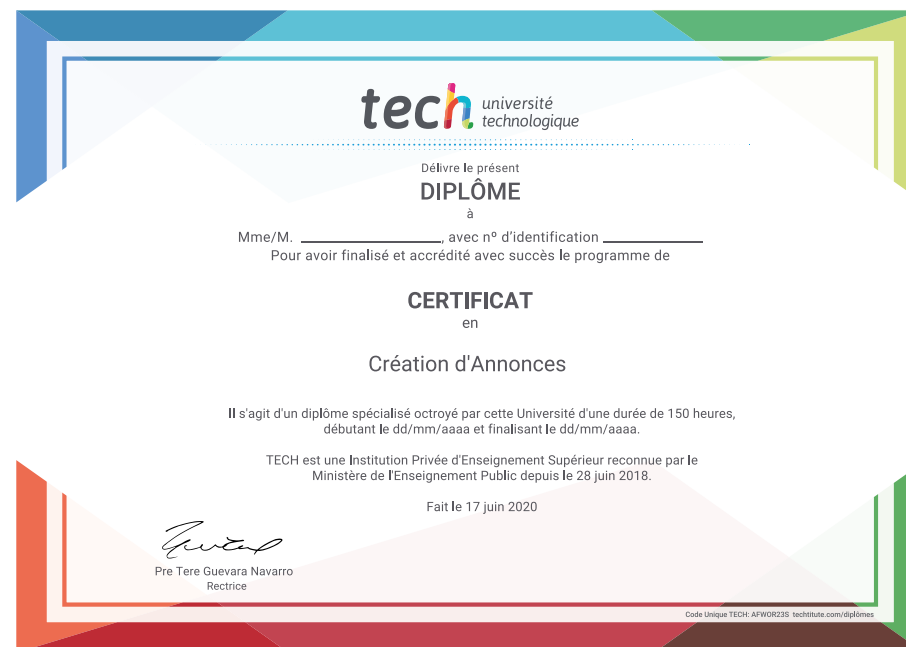 tech université
technologique
Délivre le présent
DIPLÔME
à
Mme/M. ____________________, avec nº d'identification ______________
Pour avoir finalisé et accrédité avec succès le programme de
CERTIFICAT
en
Création d'Annonces
Il s'agit d'un diplôme spécialisé octroyé par cette Université d'une durée de 150 heures,
débutant le dd/mm/aaaa et finalisant le dd/mm/aaaa.
TECH est une Institution Privée d'Enseignement Supérieur reconnue par le
Ministère de l'Enseignement Public depuis le 28 juin 2018.
Fait le 17 juin 2020
Pre Tere Guevara Navarro
Rectrice
Code Unique TECH: AFWOR23S techtitute.com/diplômes